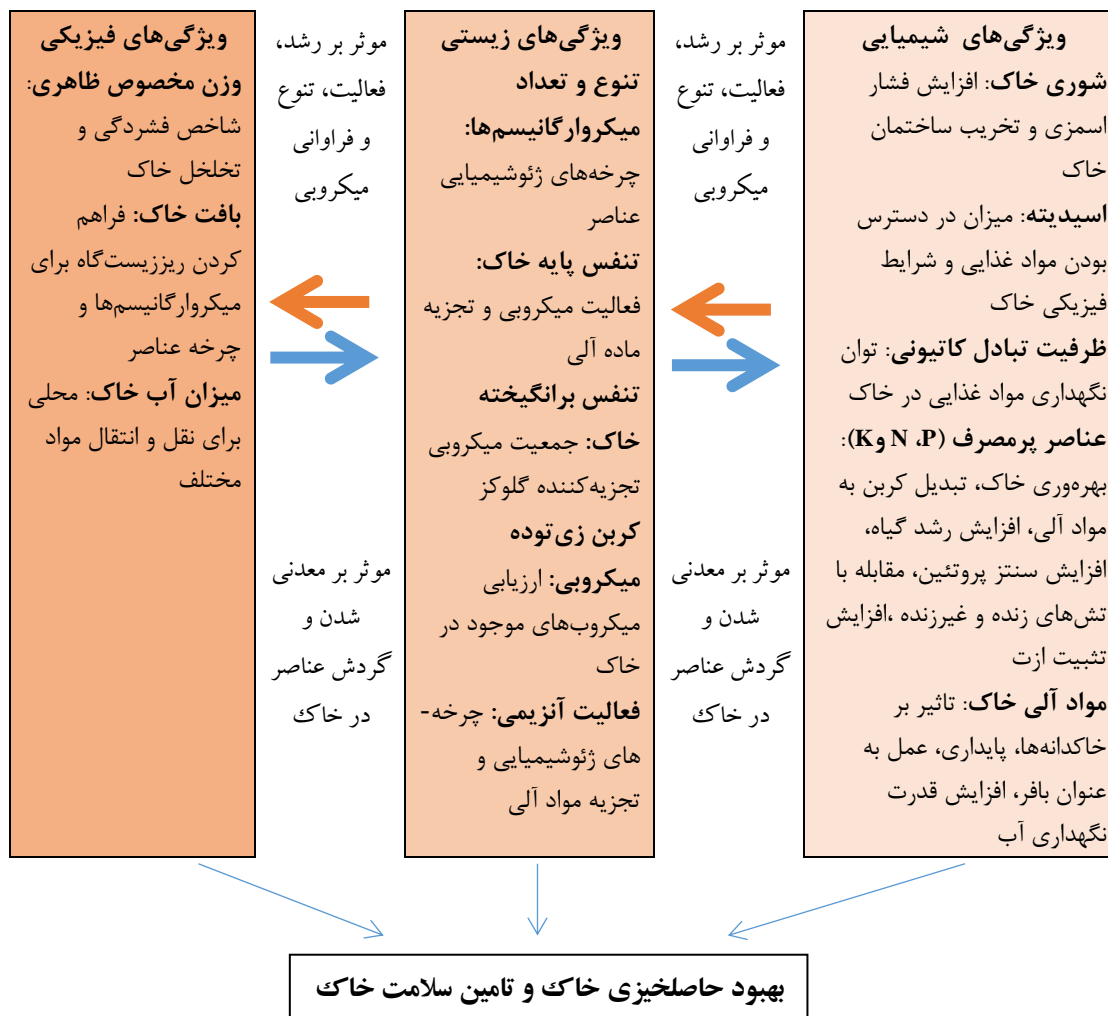 ویژگی‌های شیمیایی
شوری خاک: افزایش فشار
اسمزی و تخریب ساختمان
خاک
اسیدیته: میزان در دسترس
بودن مواد غذایی و شرایط
فیزیکی خاک
ظرفیت تبادل کاتیونی: توان
نگهداری مواد غذایی در خاک
عناصر پرمصرف (N ،P وK):
بهره‌وری خاک، تبدیل کربن به
مواد آلی، افزایش رشد گیاه،
افزایش سنتز پروتئین، مقابله با
تش‌های زنده و غیرزنده ،افزایش
تثبیت ازت
مواد آلی خاک: تاثیر بر
خاکدانه‌ها، پایداری، عمل به
عنوان بافر، افزایش قدرت
نگهداری آب
موثر بر رشد،
فعالیت، تنوع
و فراوانی
میکروبی
موثر بر معدنی
شدن و
گردش عناصر
در خاک
ویژگی‌های زیستی
تنوع و تعداد
میکروارگانیسم‌ها:
چرخه‌های ژئوشیمیایی
عناصر
تنفس پایه خاک:
فعالیت میکروبی و تجزیه
ماده آلی
تنفس برانگیخته
خاک: جمعیت میکروبی
تجزیه‌کننده گلوکز
کربن زی‌توده
میکروبی: ارزیابی
میکروب‌های موجود در
خاک
فعالیت آنزیمی: چرخه-
های ژئوشیمیایی و
تجزیه مواد آلی
موثر بر رشد،
فعالیت، تنوع
و فراوانی
میکروبی
موثر بر معدنی
شدن و
گردش عناصر
در خاک
ویژگی‌های فیزیکی
وزن مخصوص ظاهری:
شاخص فشردگی و
تخلخل خاک
بافت خاک: فراهم
کردن ریززیست‌گاه برای
میکروارگانیسم‌ها و
چرخه عناصر
میزان آب خاک: محلی
برای نقل و انتقال مواد
مختلف
بهبود حاصلخیزی خاک و تامین سلامت خاک